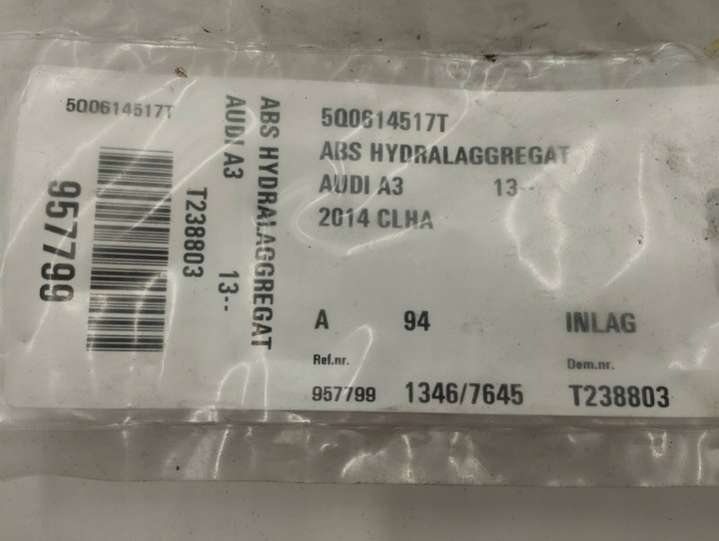 5Q0614517T
957799
T238803
AUDI A3 13--
ABS HYDRALAGGREGAT
5Q0614517T
ABS HYDRALAGGREGAT
AUDI A3 13--
2014 CLHA
A 94 INLAG
Ref.nr. Dem.nr.
957799 1346/7645 T238803